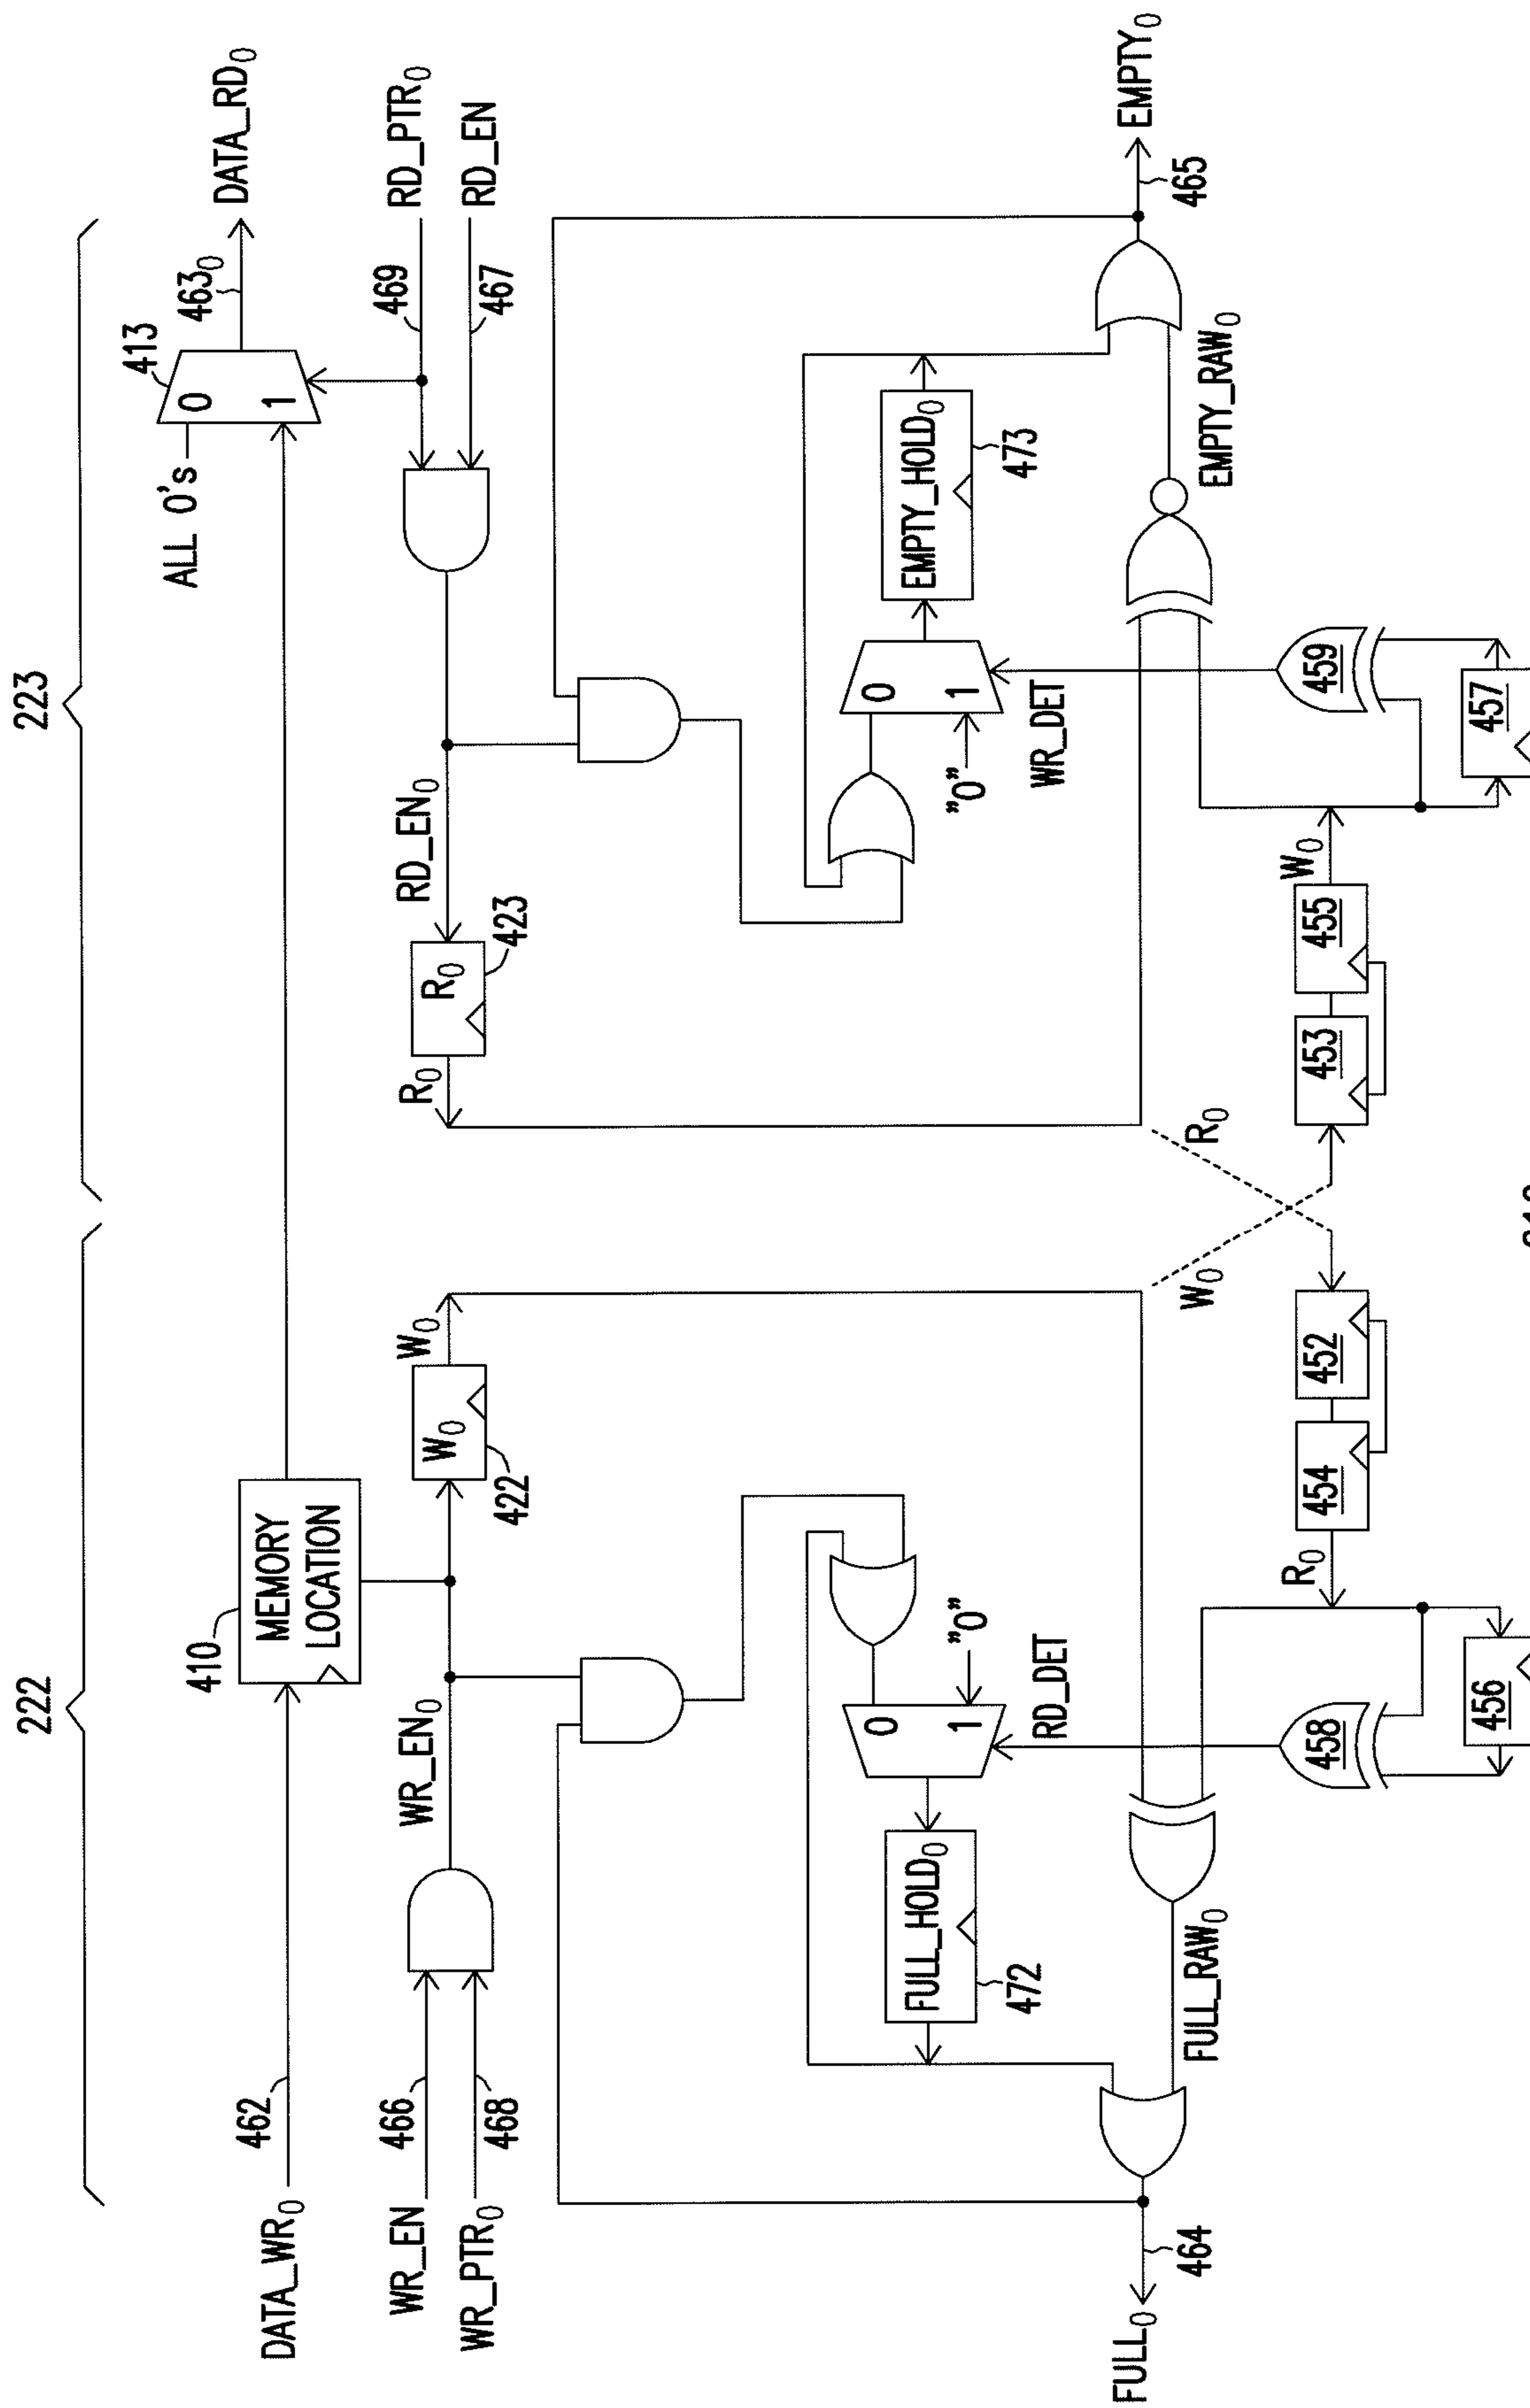 222
223
DATA_WR0
462
410
MEMORY
LOCATION
ALL 0's
0
1
413
463 0
DATA_RD0
WR_EN
466
WR_PTR0
468
WR_EN0
W0
422
W0
R0
R0
423
RD_EN0
469
RD_PTR0
467
RD_EN
FULL_HOLD0
472
0
1
"0"
RD_DET
0
1
"0"
WR_DET
EMPTY_HOLD0
473
FULL0
464
FULL_RAW0
EMPTY_RAW0
465
EMPTY0
W0
R0
458
456
R0
454
452
453
455
W0
459
457